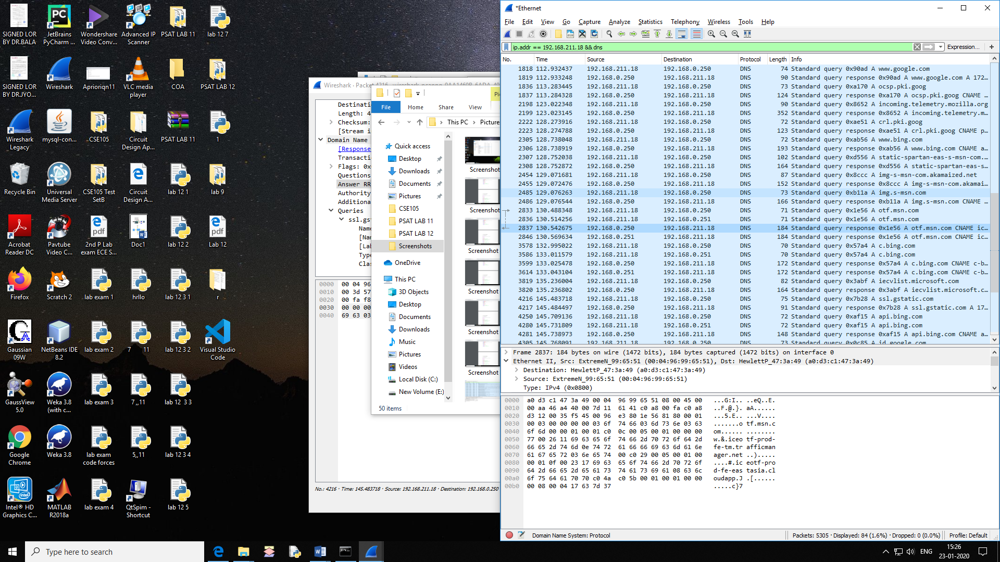 SIGNED LOR
BY DR.BALA
JetBrains
PyCharm ...
Wondershare
Video Conv...
Advanced IP
Scanner
PSAT LAB 11
lab 12 7
SIGNED LOR
BY DR.JYO...
Wireshark
Aprioriqn11
VLC media
player
COA
PSAT LAB 12
Wireshark
Legacy
mysql-con...
CSE105
Circuit
Design Ap...
PSAT LAB 11
1
Recycle Bin
Universal
Media Server
CSE105 Test
SetB
Circuit
Design A...
lab 12 1
lab 9
Acrobat
Reader DC
Pavtube
Video C...
2nd P Lab
exam ECE S...
Doc1
lab 12 2
Lab 12
Firefox
Scratch 2
lab exam 1
hrllo
lab 12 3 1
r
Gaussian
09W
NetBeans IDE
8.2
lab exam 2
7 11
lab 12 3 2
Visual Studio
Code
GaussView
5.0
Weka 3.8
(with c...
lab exam 3
7,,11
lab 12 3 3
Google
Chrome
Weka 3.8
lab exam
code forces
5,,11
lab 12 3 4
Intel® HD
Graphics C...
MATLAB
R2018a
lab exam 4
QtSpim -
Shortcut
lab 12 5
Wireshark · Packet 4216 ·
Destinatio
Length: 4
Checksum:
[Stream i
Domain Name
[Response
Transactio
Flags: 0x
Questions
Answer RR
Authority
Additiona
Queries
ssl.gst
Name
[Na
[Lab
Type
Clas
0000 00 04 96
0010 00 3d 57
0020 00 fa f8
0030 00 00 00
0040 69 63 03
No.: 4216 · Time: 145.483718 · Source: 192.168.211.18 · Destination: 192.168.0.250
File Home Share View
This PC > Picture
Quick access
Desktop
Downloads
Documents
Pictures
CSE105
PSAT LAB 11
PSAT LAB 12
Screenshots
OneDrive
This PC
3D Objects
Desktop
Documents
Downloads
Music
Pictures
Videos
Local Disk (C:)
New Volume (E:)
Screenshot
Screenshot
Screenshot
Screenshot
Screenshot
Screenshot
50 items
*Ethernet
File Edit View Go Capture Analyze Statistics Telephony Wireless Tools Help
ip.addr == 192.168.211.18 && dns
Expression... +
No. Time Source Destination Protocol Length Info
1818 112.932437 192.168.211.18 192.168.0.250 DNS 74 Standard query 0x90ad A www.google.com
1819 112.933248 192.168.0.250 192.168.211.18 DNS 90 Standard query response 0x90ad A www.google.com A 172...
1836 113.283445 192.168.211.18 192.168.0.250 DNS 73 Standard query 0xa170 A ocsp.pki.goog
1837 113.284328 192.168.0.250 192.168.211.18 DNS 124 Standard query response 0xa170 A ocsp.pki.goog CNAME ...
2198 123.022348 192.168.211.18 192.168.0.250 DNS 90 Standard query 0x8652 A incoming.telemetry.mozilla.org
2199 123.023145 192.168.0.250 192.168.211.18 DNS 352 Standard query response 0x8652 A incoming.telemetry.m...
2222 128.273916 192.168.211.18 192.168.0.250 DNS 72 Standard query 0xae51 A crl.pki.goog
2223 128.274788 192.168.0.250 192.168.211.18 DNS 123 Standard query response 0xae51 A crl.pki.goog CNAME p...
2305 128.738048 192.168.211.18 192.168.0.250 DNS 72 Standard query 0xab56 A www.bing.com
2306 128.738919 192.168.0.250 192.168.211.18 DNS 193 Standard query response 0xab56 A www.bing.com CNAME a...
2307 128.752038 192.168.211.18 192.168.0.250 DNS 102 Standard query 0xd556 A static-spartan-eas-s-msn-com....
2308 128.752872 192.168.0.250 192.168.211.18 DNS 164 Standard query response 0xd556 A static-spartan-eas-s...
2454 129.071681 192.168.211.18 192.168.0.250 DNS 87 Standard query 0x8ccc A img-s-msn-com.akamaized.net
2455 129.072476 192.168.0.250 192.168.211.18 DNS 152 Standard query response 0x8ccc A img-s-msn-com.akamai...
2485 129.076263 192.168.211.18 192.168.0.250 DNS 73 Standard query 0xb11a A img.s-msn.com
2486 129.076544 192.168.0.250 192.168.211.18 DNS 166 Standard query response 0xb11a A img.s-msn.com CNAME ...
2833 130.488348 192.168.211.18 192.168.0.250 DNS 71 Standard query 0x1e56 A otf.msn.com
2836 130.514256 192.168.211.18 192.168.0.251 DNS 71 Standard query 0x1e56 A otf.msn.com
2837 130.542675 192.168.0.250 192.168.211.18 DNS 184 Standard query response 0x1e56 A otf.msn.com CNAME ic...
2846 130.569634 192.168.0.251 192.168.211.18 DNS 184 Standard query response 0x1e56 A otf.msn.com CNAME ic...
3578 132.995022 192.168.211.18 192.168.0.250 DNS 70 Standard query 0x57a4 A c.bing.com
3586 133.011579 192.168.211.18 192.168.0.251 DNS 70 Standard query 0x57a4 A c.bing.com
3599 133.025478 192.168.0.250 192.168.211.18 DNS 172 Standard query response 0x57a4 A c.bing.com CNAME c-b...
3614 133.043104 192.168.0.251 192.168.211.18 DNS 172 Standard query response 0x57a4 A c.bing.com CNAME c-b...
3819 135.236004 192.168.211.18 192.168.0.250 DNS 82 Standard query 0x3abf A iecvlist.microsoft.com
3820 135.236802 192.168.0.250 192.168.211.18 DNS 164 Standard query response 0x3abf A iecvlist.microsoft.c...
4216 145.483718 192.168.211.18 192.168.0.250 DNS 75 Standard query 0x7b28 A ssl.gstatic.com
4217 145.484497 192.168.0.250 192.168.211.18 DNS 91 Standard query response 0x7b28 A ssl.gstatic.com A 17...
4250 145.709136 192.168.211.18 192.168.0.250 DNS 72 Standard query 0xaf15 A api.bing.com
4280 145.731809 192.168.211.18 192.168.0.251 DNS 72 Standard query 0xaf15 A api.bing.com
4281 145.738973 192.168.0.250 192.168.211.18 DNS 148 Standard query response 0xaf15 A api.bing.com CNAME a...
4305 145.768091 192.168.211.18 192.168.0.250 DNS 73 Standard query 0x0c85 A id.google.com
Frame 2837: 184 bytes on wire (1472 bits), 184 bytes captured (1472 bits) on interface 0
Ethernet II, Src: ExtremeN_99:65:51 (00:04:96:99:65:51), Dst: HewlettP_47:3a:49 (a0:d3:c1:47:3a:49)
Destination: HewlettP_47:3a:49 (a0:d3:c1:47:3a:49)
Source: ExtremeN_99:65:51 (00:04:96:99:65:51)
Type: IPv4 (0x0800)
0000 a0 d3 c1 47 3a 49 00 04 96 99 65 51 08 00 45 00 ...G:I.. ..eQ..E.
0010 00 aa 46 a4 40 00 7d 11 61 41 c0 a8 00 fa c0 a8 ..F.@.}. aA......
0020 d3 12 00 35 f5 45 00 96 e3 80 1e 56 81 80 00 01 ...5.E.. ...V....
0030 00 03 00 00 00 00 03 6f 74 66 03 6d 73 6e 03 63 .......o tf.msn.c
0040 6f 6d 00 00 01 00 01 c0 0c 00 05 00 01 00 00 00 om...... ........
0050 77 00 26 11 69 63 65 6f 74 66 2d 70 72 6f 64 2d w.&.iceo tf-prod-
0060 66 65 2d 74 6d 0e 74 72 61 66 66 69 63 6d 61 6e fe-tm.tr afficman
0070 61 67 65 72 03 6e 65 74 00 c0 29 00 05 00 01 00 ager.net ..).....
0080 00 01 0f 00 23 17 69 63 65 6f 74 66 2d 70 72 6f ....#.ic eotf-pro
0090 64 2d 66 65 2d 65 61 73 74 61 73 69 61 08 63 6c d-fe-eas tasia.cl
00a0 6f 75 64 61 70 70 c0 4a c0 5b 00 01 00 01 00 00 oudapp.J .[......
00b0 00 08 00 04 17 63 7d 37 .....c}7
Domain Name System: Protocol
Packets: 5305 · Displayed: 84 (1.6%) · Dropped: 0 (0.0%)
Profile: Default
Type here to search
ENG
15:26
23-01-2020